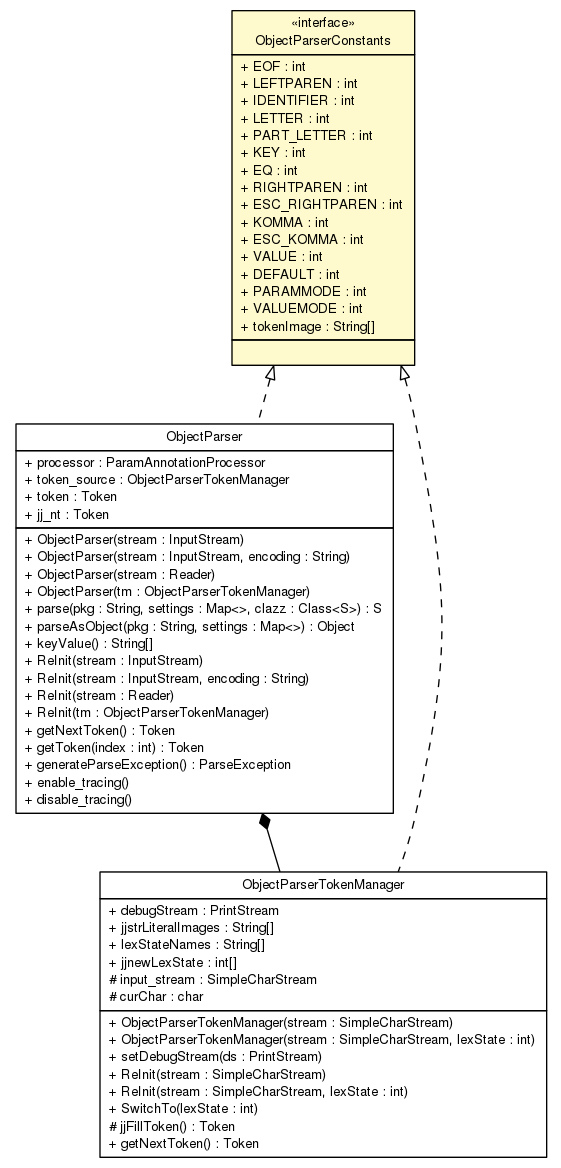 «interface»
ObjectParserConstants
+ EOF : int
+ LEFTPAREN : int
+ IDENTIFIER : int
+ LETTER : int
+ PART_LETTER : int
+ KEY : int
+ EQ : int
+ RIGHTPAREN : int
+ ESC_RIGHTPAREN : int
+ KOMMA : int
+ ESC_KOMMA : int
+ VALUE : int
+ DEFAULT : int
+ PARAMMODE : int
+ VALUEMODE : int
+ tokenImage : String[]
ObjectParser
+ processor : ParamAnnotationProcessor
+ token_source : ObjectParserTokenManager
+ token : Token
+ jj_nt : Token
+ ObjectParser(stream : InputStream)
+ ObjectParser(stream : InputStream, encoding : String)
+ ObjectParser(stream : Reader)
+ ObjectParser(tm : ObjectParserTokenManager)
+ parse(pkg : String, settings : Map<>, clazz : Class<S>) : S
+ parseAsObject(pkg : String, settings : Map<>) : Object
+ keyValue() : String[]
+ ReInit(stream : InputStream)
+ ReInit(stream : InputStream, encoding : String)
+ ReInit(stream : Reader)
+ ReInit(tm : ObjectParserTokenManager)
+ getNextToken() : Token
+ getToken(index : int) : Token
+ generateParseException() : ParseException
+ enable_tracing()
+ disable_tracing()
ObjectParserTokenManager
+ debugStream : PrintStream
+ jjstrLiteralImages : String[]
+ lexStateNames : String[]
+ jjnewLexState : int[]
# input_stream : SimpleCharStream
# curChar : char
+ ObjectParserTokenManager(stream : SimpleCharStream)
+ ObjectParserTokenManager(stream : SimpleCharStream, lexState : int)
+ setDebugStream(ds : PrintStream)
+ ReInit(stream : SimpleCharStream)
+ ReInit(stream : SimpleCharStream, lexState : int)
+ SwitchTo(lexState : int)
# jjFillToken() : Token
+ getNextToken() : Token